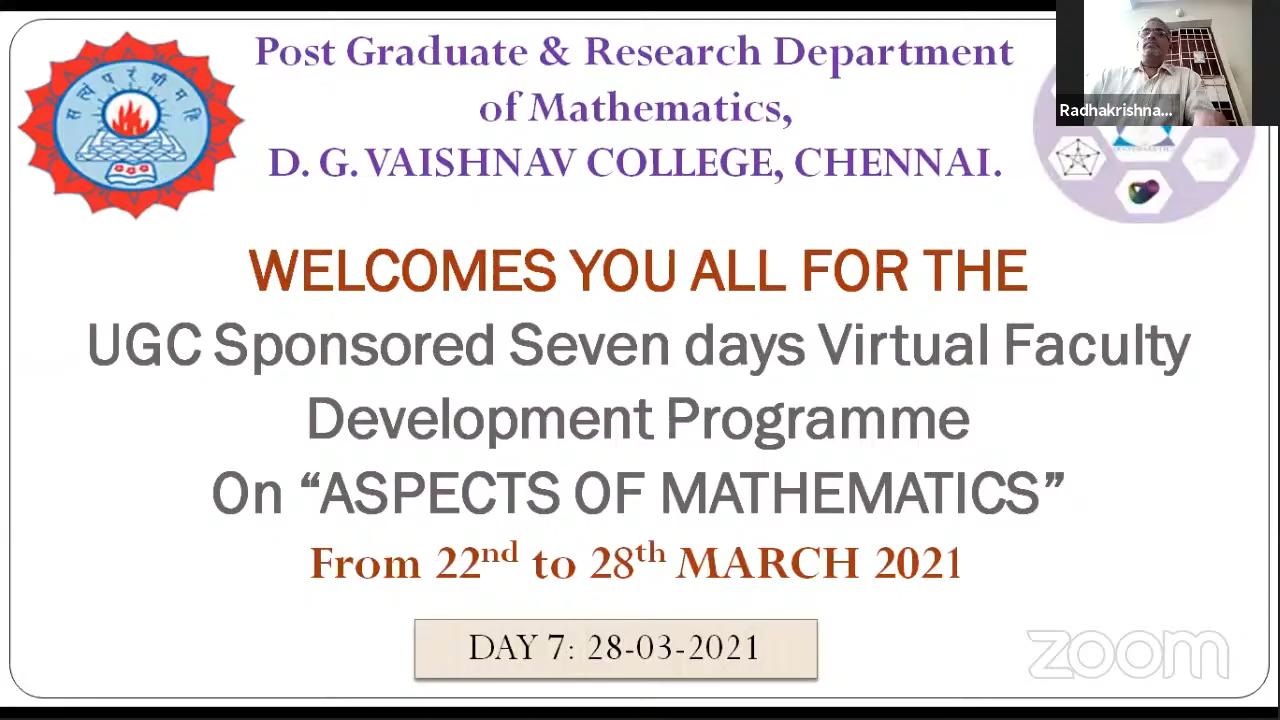 Post Graduate & Research Department
of Mathematics,
D. G. VAISHNAV COLLEGE, CHENNAI.
Radhakrishna...
WELCOMES YOU ALL FOR THE
UGC Sponsored Seven days Virtual Faculty
Development Programme
On “ASPECTS OF MATHEMATICS”
From 22nd to 28th MARCH 2021
DAY 7: 28-03-2021
zoom